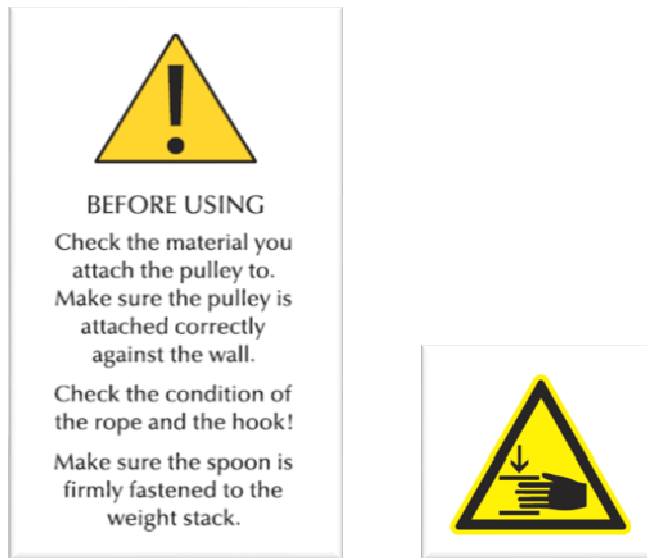 BEFORE USING
Check the material you
attach the pulley to.
Make sure the pulley is
attached correctly
against the wall.
Check the condition of
the rope and the hook!
Make sure the spoon is
firmly fastened to the
weight stack.